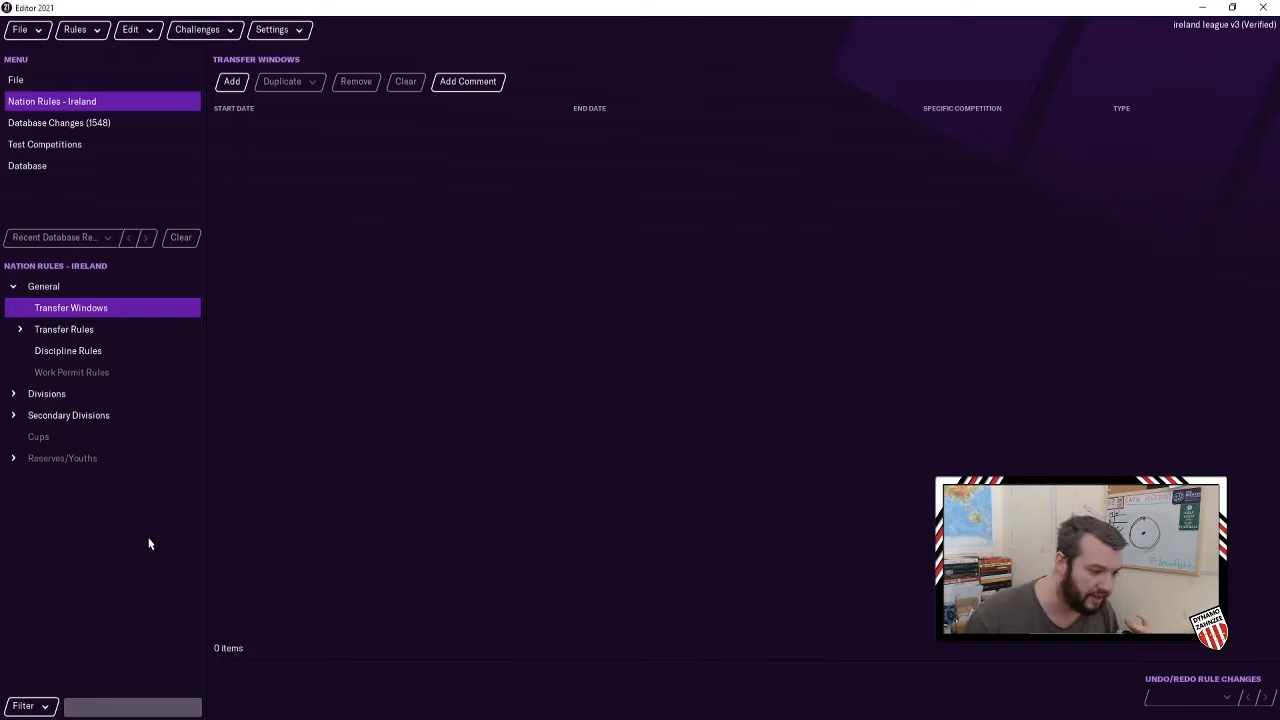 Editor 2021
File
Rules
Edit
Challenges
Settings
ireland league v3 (Verified)
MENU
File
Nation Rules - Ireland
Database Changes (1548)
Test Competitions
Database
Recent Database Re...
Clear
NATION RULES - IRELAND
General
Transfer Windows
Transfer Rules
Discipline Rules
Work Permit Rules
Divisions
Secondary Divisions
Cups
Reserves/Youths
Filter
TRANSFER WINDOWS
Add
Duplicate
Remove
Clear
Add Comment
START DATE
END DATE
SPECIFIC COMPETITION
TYPE
0 items
DYNAMO
ZAHNZEE
UNDO/REDO RULE CHANGES